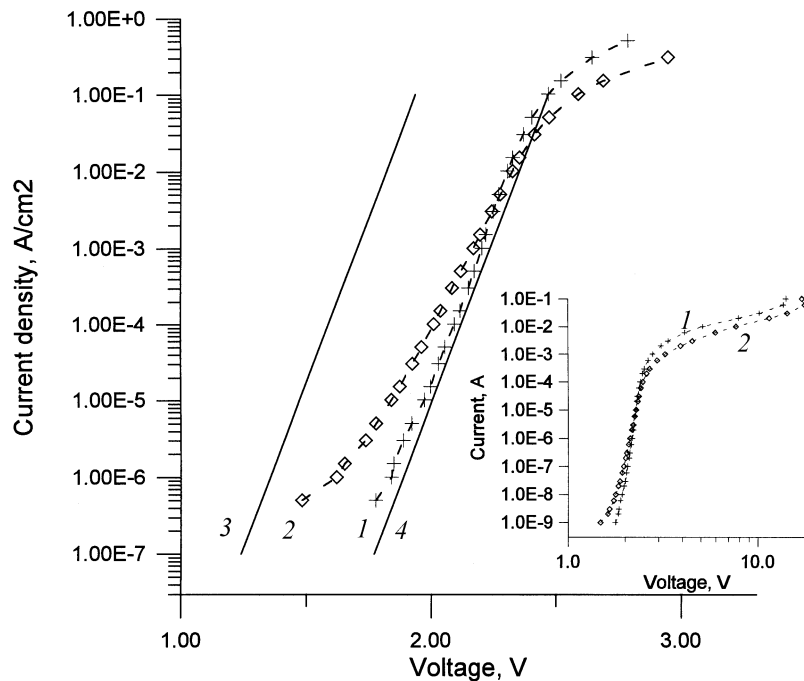 Current density, A/cm2
1.00E+0
1.00E-1
1.00E-2
1.00E-3
1.00E-4
1.00E-5
1.00E-6
1.00E-7
3
2
1
4
1.00
2.00
3.00
Voltage, V
Current, A
1.0E-1
1.0E-2
1.0E-3
1.0E-4
1.0E-5
1.0E-6
1.0E-7
1.0E-8
1.0E-9
1
2
1.0
10.0
Voltage, V